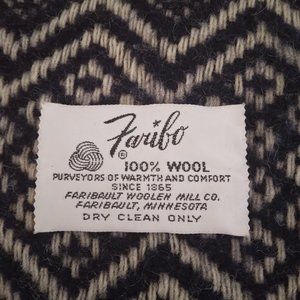 Faribo
® 100% WOOL
PURVEYORS OF WARMTH AND COMFORT
SINCE 1865
FARIBAULT WOOLEN MILL CO.
FARIBAULT, MINNESOTA
DRY CLEAN ONLY